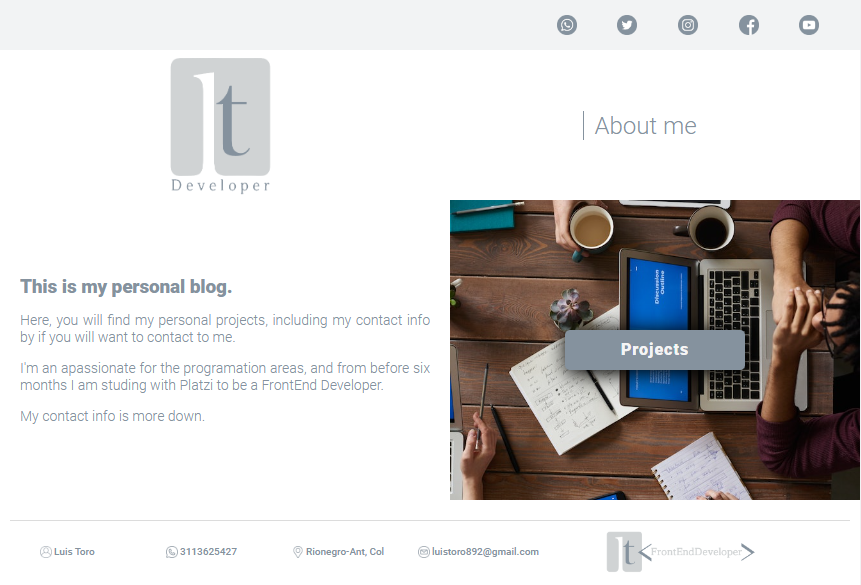 lt
Developer
About me
This is my personal blog.
Here, you will find my personal projects, including my contact info
by if you will want to contact to me.
I'm an apassionate for the programation areas, and from before six
months I am studing with Platzi to be a FrontEnd Developer.
My contact info is more down.
Discussion
Outline
Projects
Luis Toro
3113625427
Rionegro-Ant, Col
luistoro892@gmail.com
lt <FrontEndDeveloper>